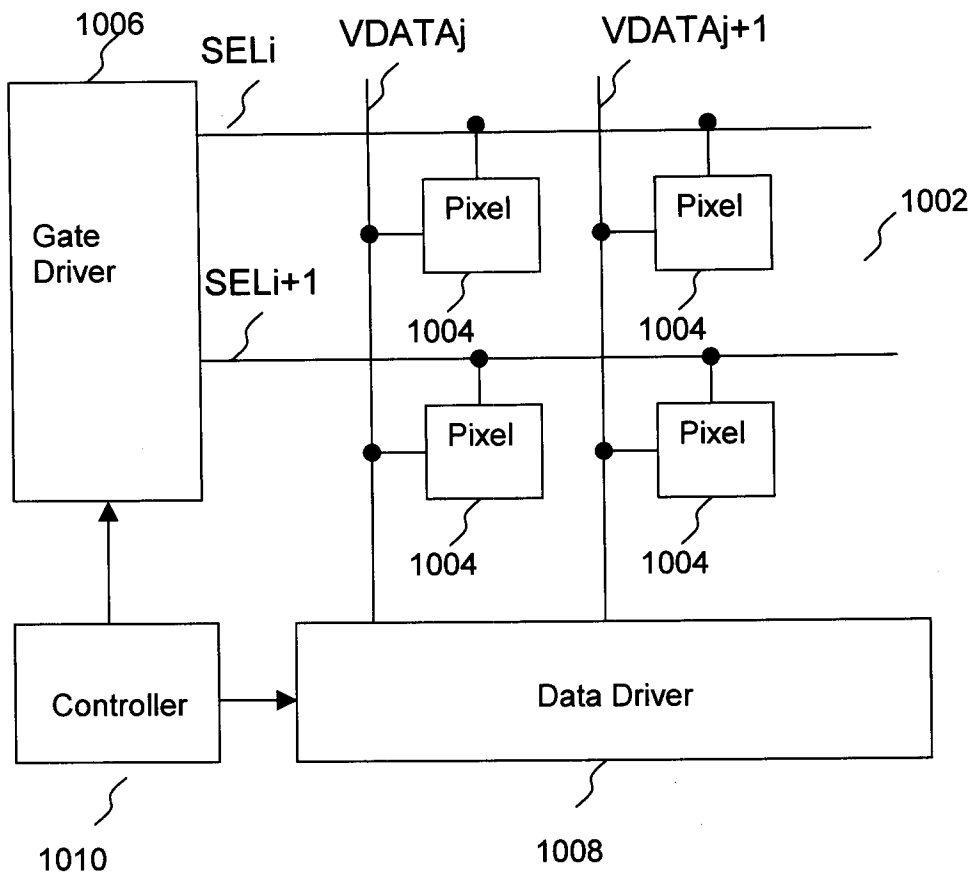 1006
SELi
VDATAj
VDATAj+1
Pixel
Pixel
1002
Gate
Driver
SELi+1
1004
1004
Pixel
Pixel
1004
1004
Controller
Data Driver
1010
1008